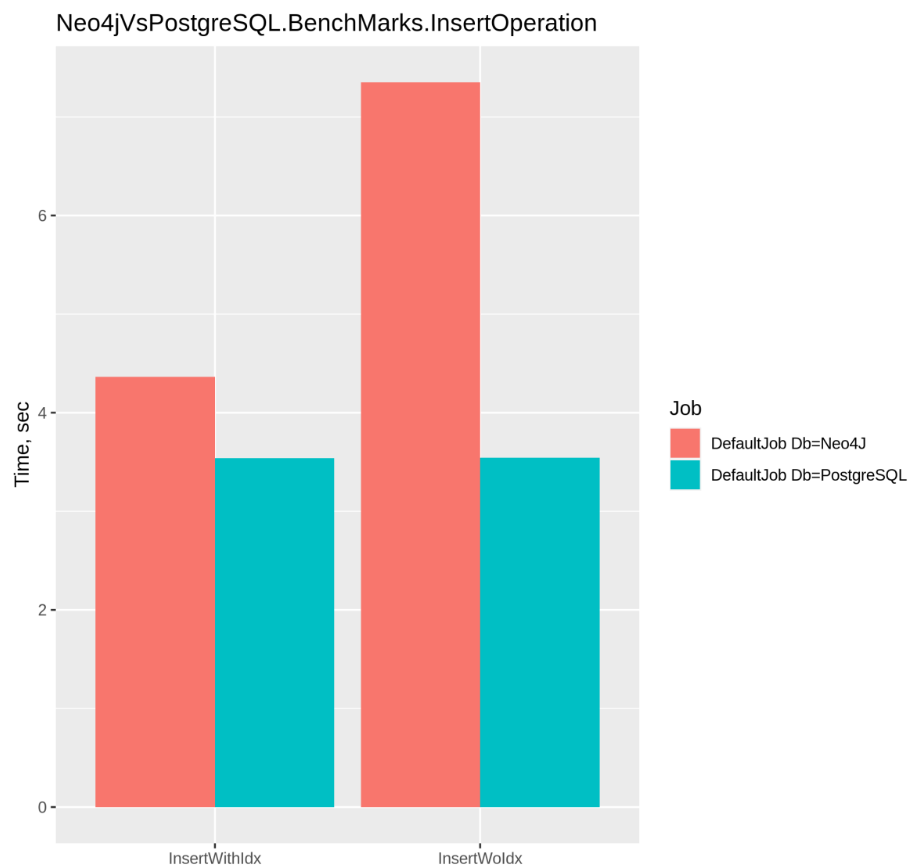 Neo4jVsPostgreSQL.BenchMarks.InsertOperation
Time, sec
6
4
2
0
InsertWithIdx
InsertWoIdx
Job
DefaultJob Db=Neo4J
DefaultJob Db=PostgreSQL